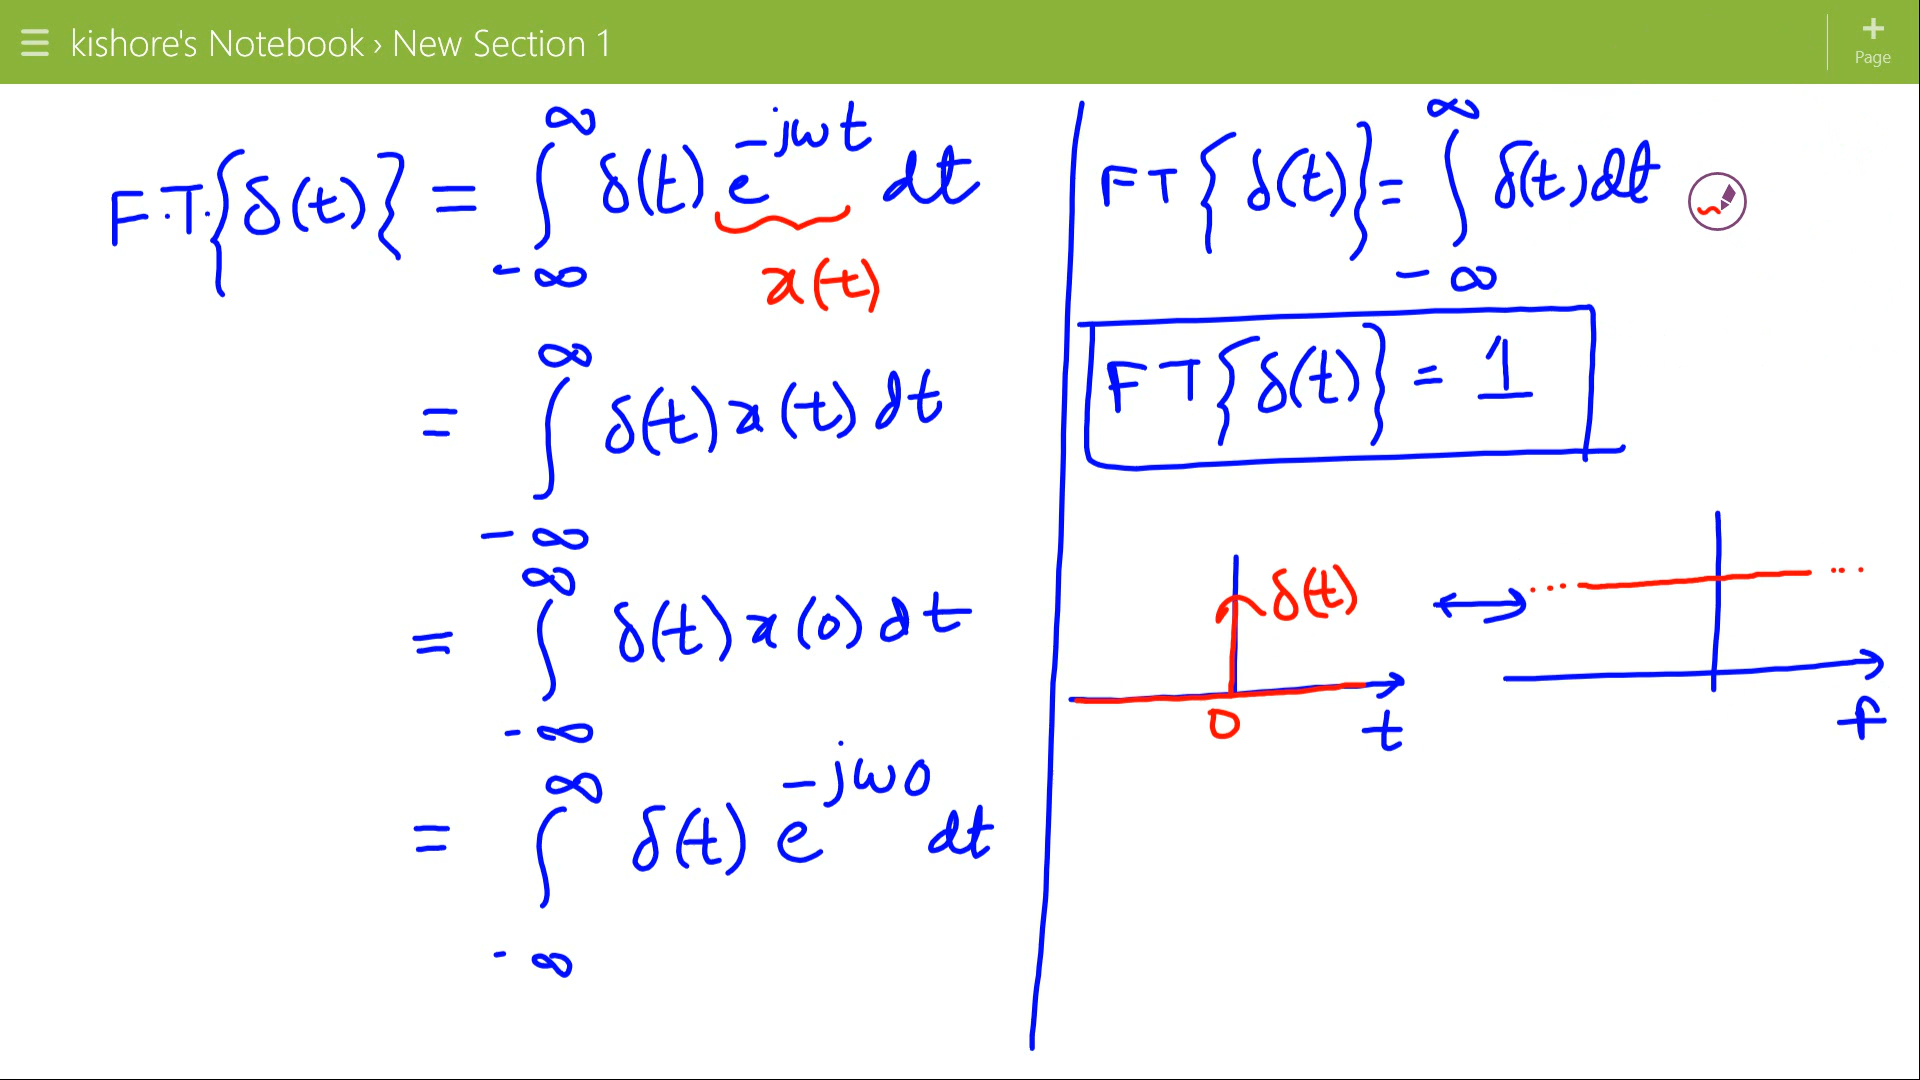 kishore's Notebook › New Section 1
+
Page
F.T.{δ(t)} = ∫_{-∞}^{∞} δ(t) e^{-jωt} dt
x(t)
= ∫_{-∞}^{∞} δ(t) x(t) dt
= ∫_{-∞}^{∞} δ(t) x(0) dt
= ∫_{-∞}^{∞} δ(t) e^{-jω0} dt
FT{δ(t)} = ∫_{-∞}^{∞} δ(t) dt
FT{δ(t)} = 1
δ(t)
0
t
f